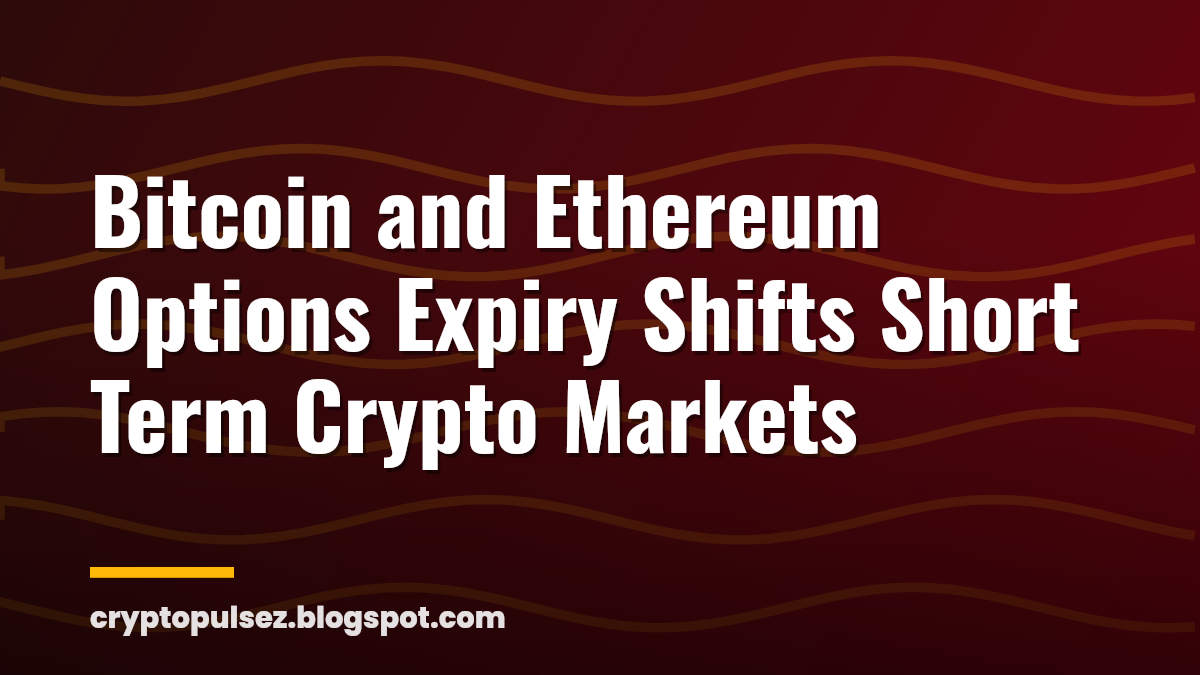 Bitcoin and Ethereum
Options Expiry Shifts Short
Term Crypto Markets
cryptopulsez.blogspot.com